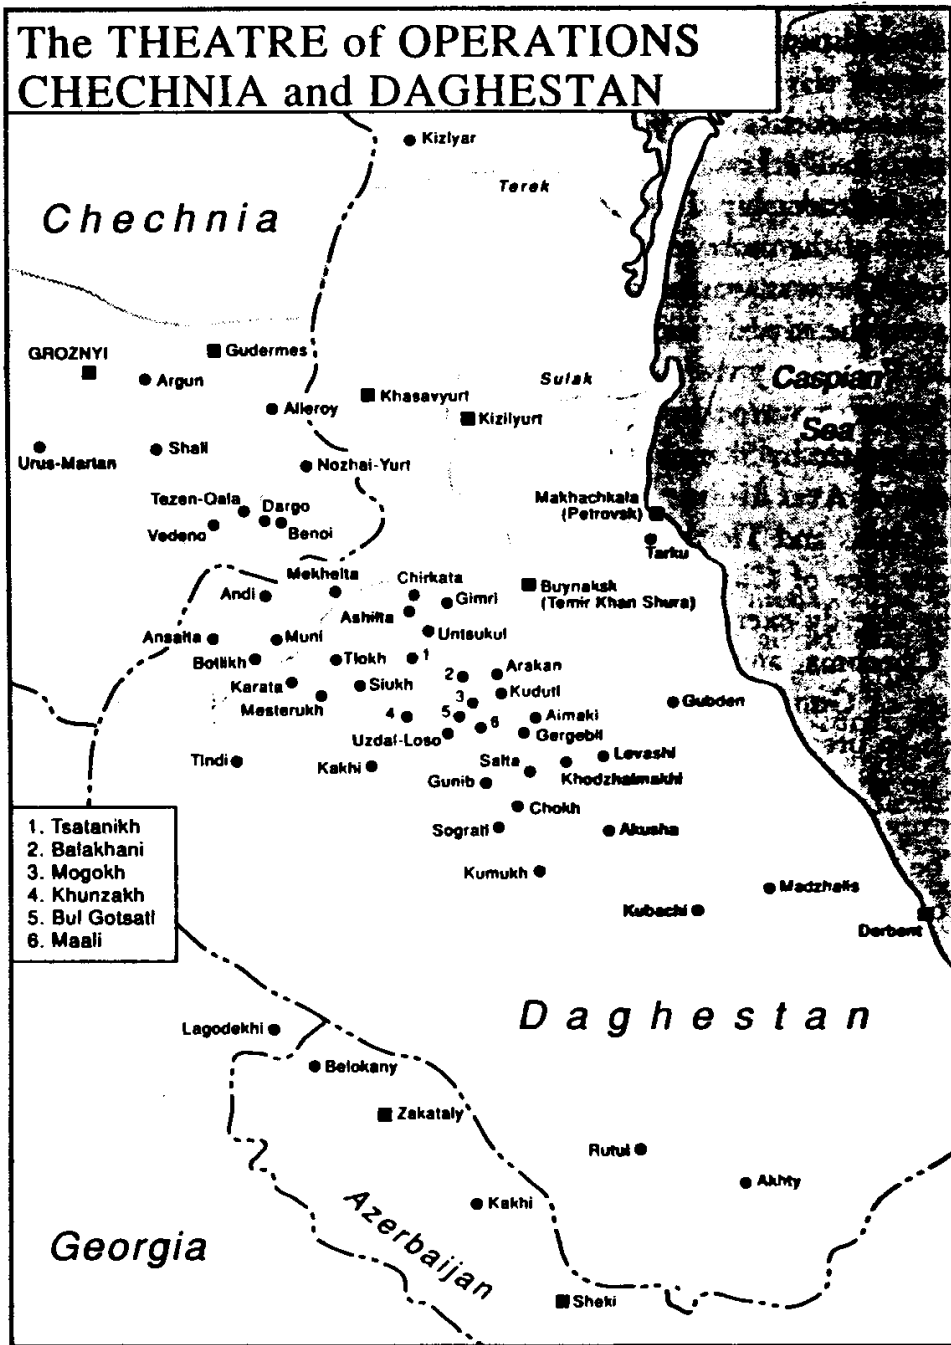 The THEATRE of OPERATIONS
CHECHNIA and DAGHESTAN
Kizlyar
Terek
Chechnia
GROZNYI
Gudermes
Argun
Sulak
Caspian
Sea
Khasavyurt
Alleroy
Kizilyurt
Urus-Martan
Shali
Nozhai-Yurt
Tezen-Qala
Dargo
Vedeno
Benoi
Makhachkala
(Petrovsk)
Tarku
Mekhelta
Chirkata
Buynaksk
(Temir Khan Shura)
Andi
Gimri
Ashilta
Ansalta
Muni
Untsukul
Botlikh
Tlokh
1
Arakan
2
Karata
Siukh
Kudutl
Mesterukh
3
Gubden
4
5
Aimaki
6
Uzdal-Loso
Gergebil
Tindi
Kakhi
Salta
Levashi
Khodzhalmakhi
Gunib
Chokh
Sogratl
Akusha
Kumukh
Madzhalis
Kubachi
Derbent
1. Tsatanikh
2. Balakhani
3. Mogokh
4. Khunzakh
5. Bul Gotsatl
6. Maali
Daghestan
Lagodekhi
Belokany
Zakataly
Rutul
Akhty
Kakhi
Azerbaijan
Georgia
Sheki